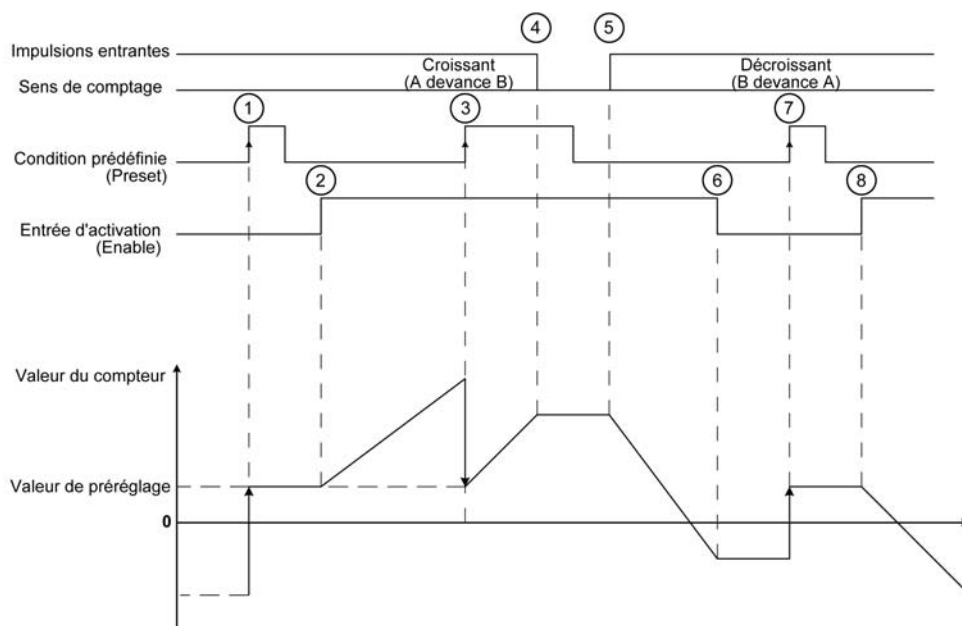 ④
⑤
Impulsions entrantes
Croissant
(A devance B)
Décroissant
(B devance A)
Sens de comptage
①
③
⑦
Condition prédéfinie
(Preset)
②
⑥
⑧
Entrée d'activation
(Enable)
Valeur du compteur
Valeur de préréglage
0